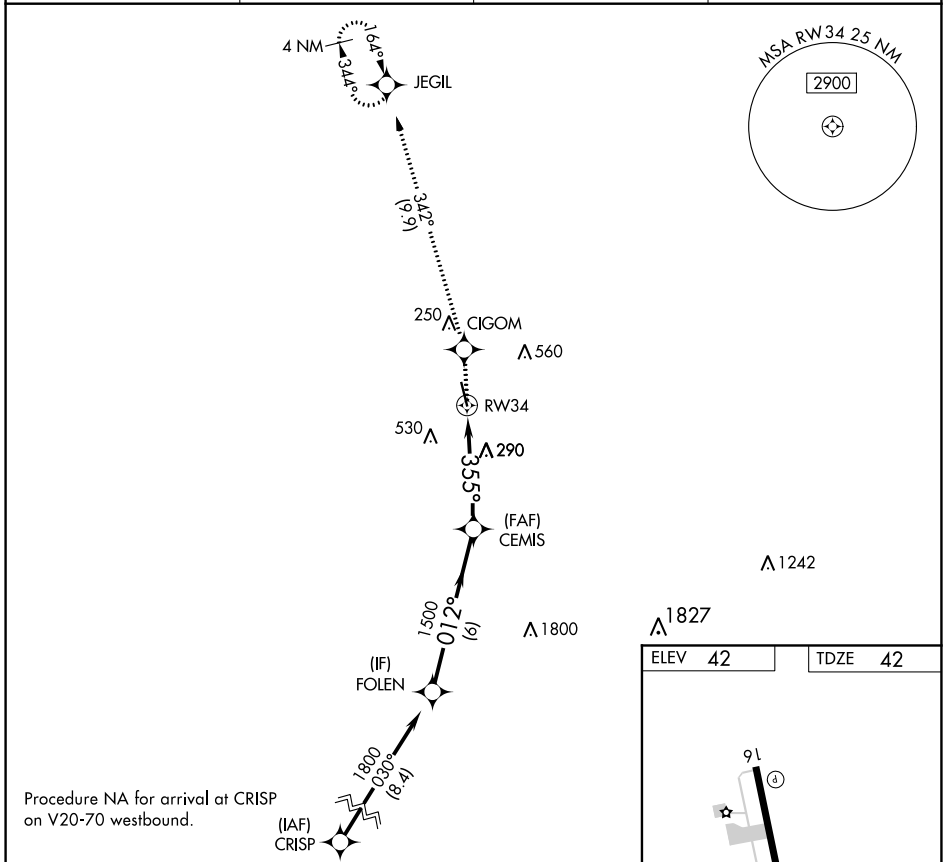 MSA RW34 25 NM
2900
4 NM
164°
344°
JEGIL
342°
(9.9)
250
CIGOM
560
RW34
530
290
355°
(FAF)
CEMIS
1242
1500
012°
(6)
1800
1827
(IF)
FOLEN
ELEV 42
TDZE 42
1800
030°
(8.4)
16
P
Procedure NA for arrival at CRISP
on V20-70 westbound.
(IAF)
CRISP